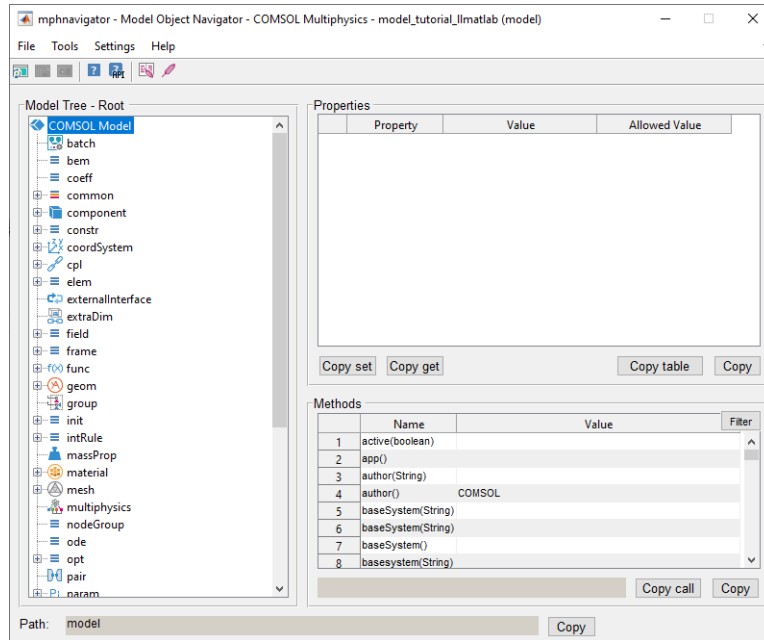 mphnavigator - Model Object Navigator - COMSOL Multiphysics - model_tutorial_llmatlab (model)
File Tools Settings Help
? ? API
Model Tree - Root
COMSOL Model
batch
bem
coeff
common
component
constr
coordSystem
cpl
elem
externalInterface
extraDim
field
frame
f(x) func
geom
group
init
intRule
massProp
material
mesh
multiphysics
nodeGroup
ode
opt
pair
Pi param
Properties
Property Value Allowed Value
Copy set Copy get Copy table Copy
Methods
Name Value Filter
1 active(boolean)
2 app()
3 author(String)
4 author() COMSOL
5 baseSystem(String)
6 baseSystem(String)
7 baseSystem()
8 basesystem(String)
Copy call Copy
Path: model Copy